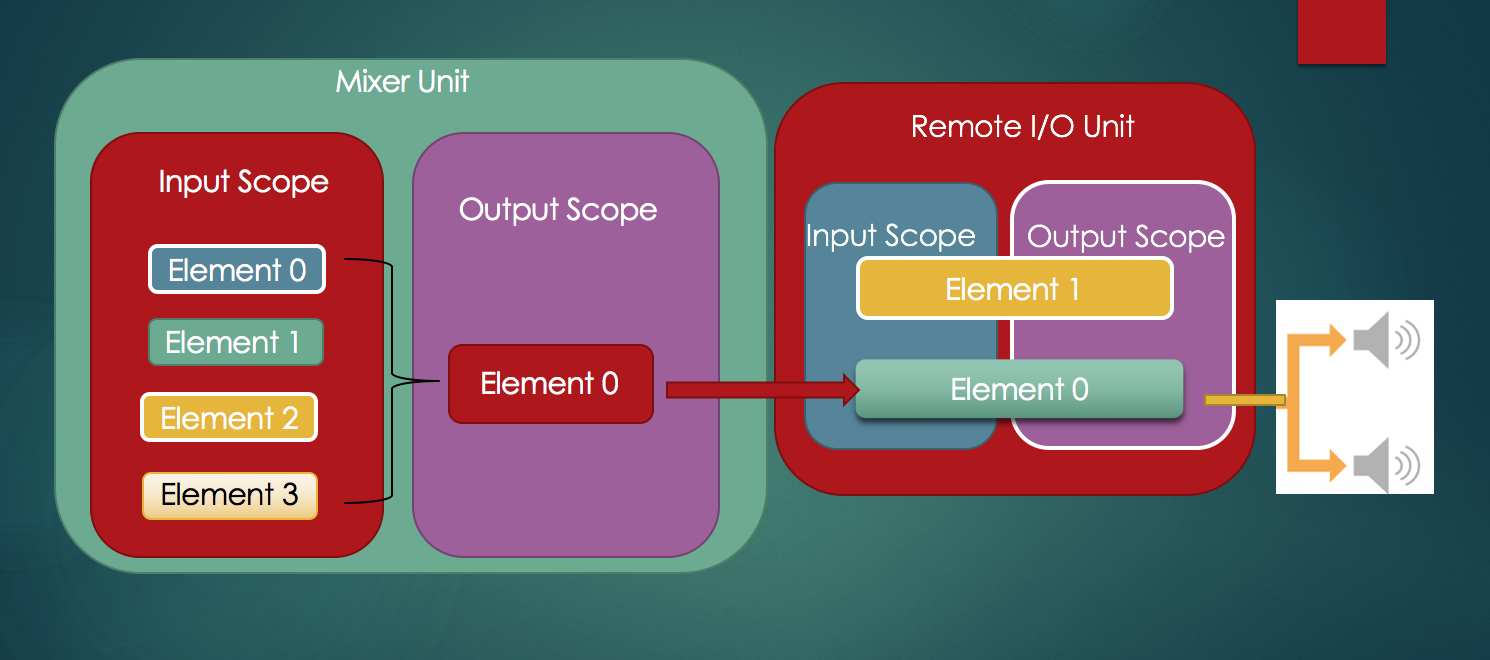 Mixer Unit
Input Scope
Element 0
Element 1
Element 2
Element 3
Output Scope
Element 0
Remote I/O Unit
Input Scope
Output Scope
Element 1
Element 0